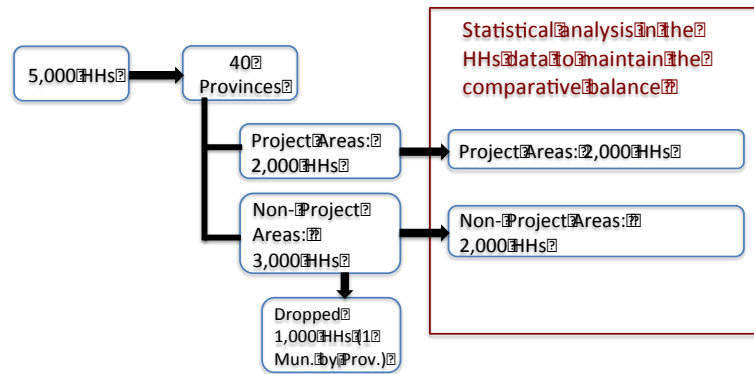 5,000 HHs
40
Provinces
Project Areas:
2,000 HHs
Non- Project
Areas:
3,000 HHs
Dropped
1,000 HHs (1
Mun. by Prov.)
Statistical analysis in the
HHs data to maintain the
comparative balance
Project Areas: 2,000 HHs
Non- Project Areas:
2,000 HHs